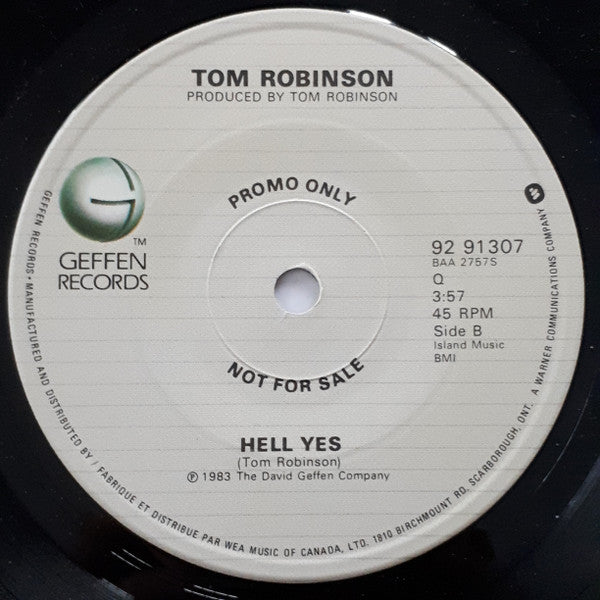 TOM ROBINSON
PRODUCED BY TOM ROBINSON
PROMO ONLY
GEFFEN
RECORDS
TM
92 91307
BAA 2757S
Q
3:57
45 RPM
Side B
Island Music
BMI
NOT FOR SALE
HELL YES
(Tom Robinson)
℗ 1983 The David Geffen Company
GEFFEN RECORDS • MANUFACTURED AND DISTRIBUTED BY / FABRIQUE ET DISTRIBUE PAR WEA MUSIC OF CANADA, LTD. 1810 BIRCHMOUNT RD, SCARBOROUGH, ONT. A WARNER COMMUNICATIONS COMPANY